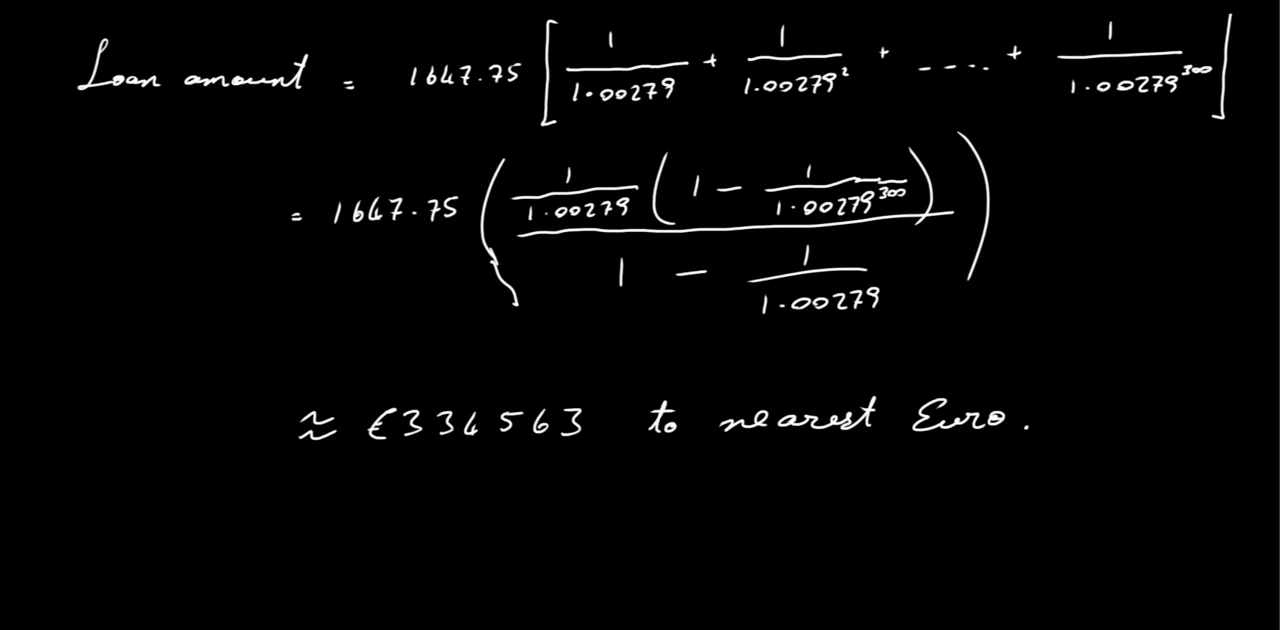 Loan amount = 1647.75 [ 1/1.00279 + 1/1.00279² + ---- + 1/1.00279³⁰⁰ ]
= 1647.75 ( 1/1.00279 ( 1 - 1/1.00279³⁰⁰ ) / 1 - 1/1.00279 )
≈ €334563 to nearest Euro.